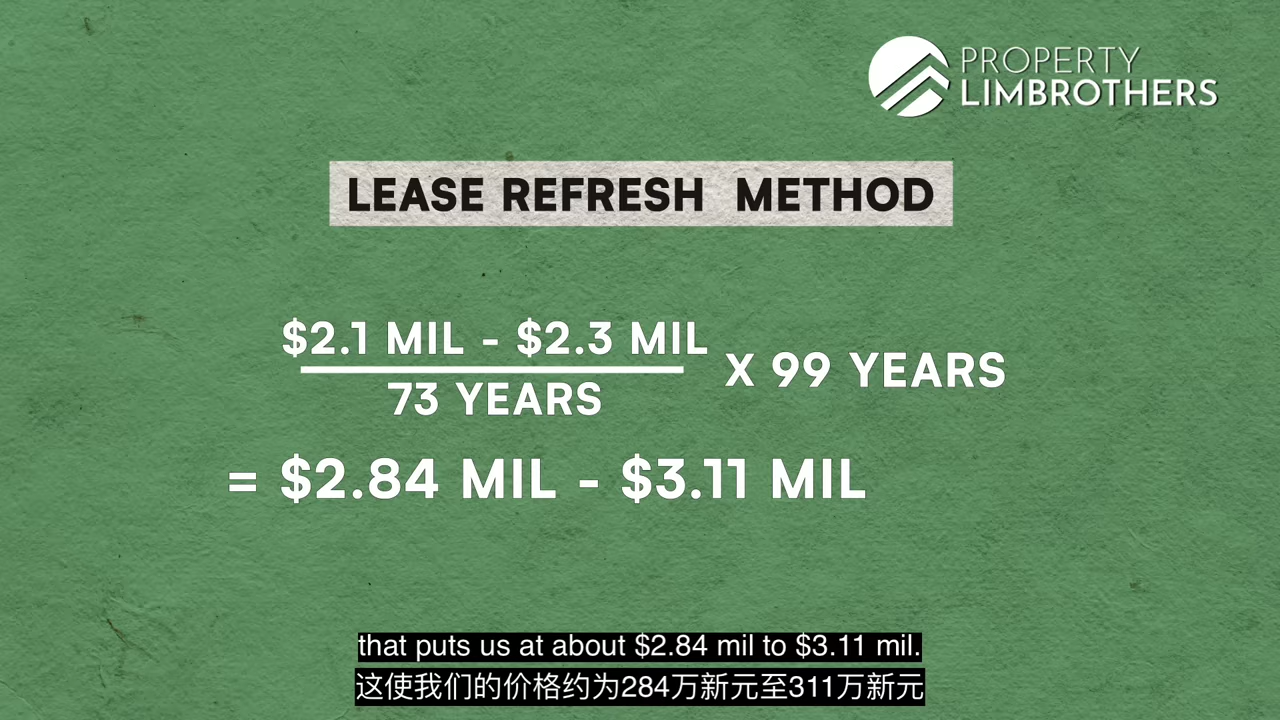 PROPERTY
LIMBROTHERS
LEASE REFRESH METHOD
$2.1 MIL - $2.3 MIL
73 YEARS
X 99 YEARS
= $2.84 MIL - $3.11 MIL
that puts us at about $2.84 mil to $3.11 mil.
这使我们的价格约为284万新元至311万新元